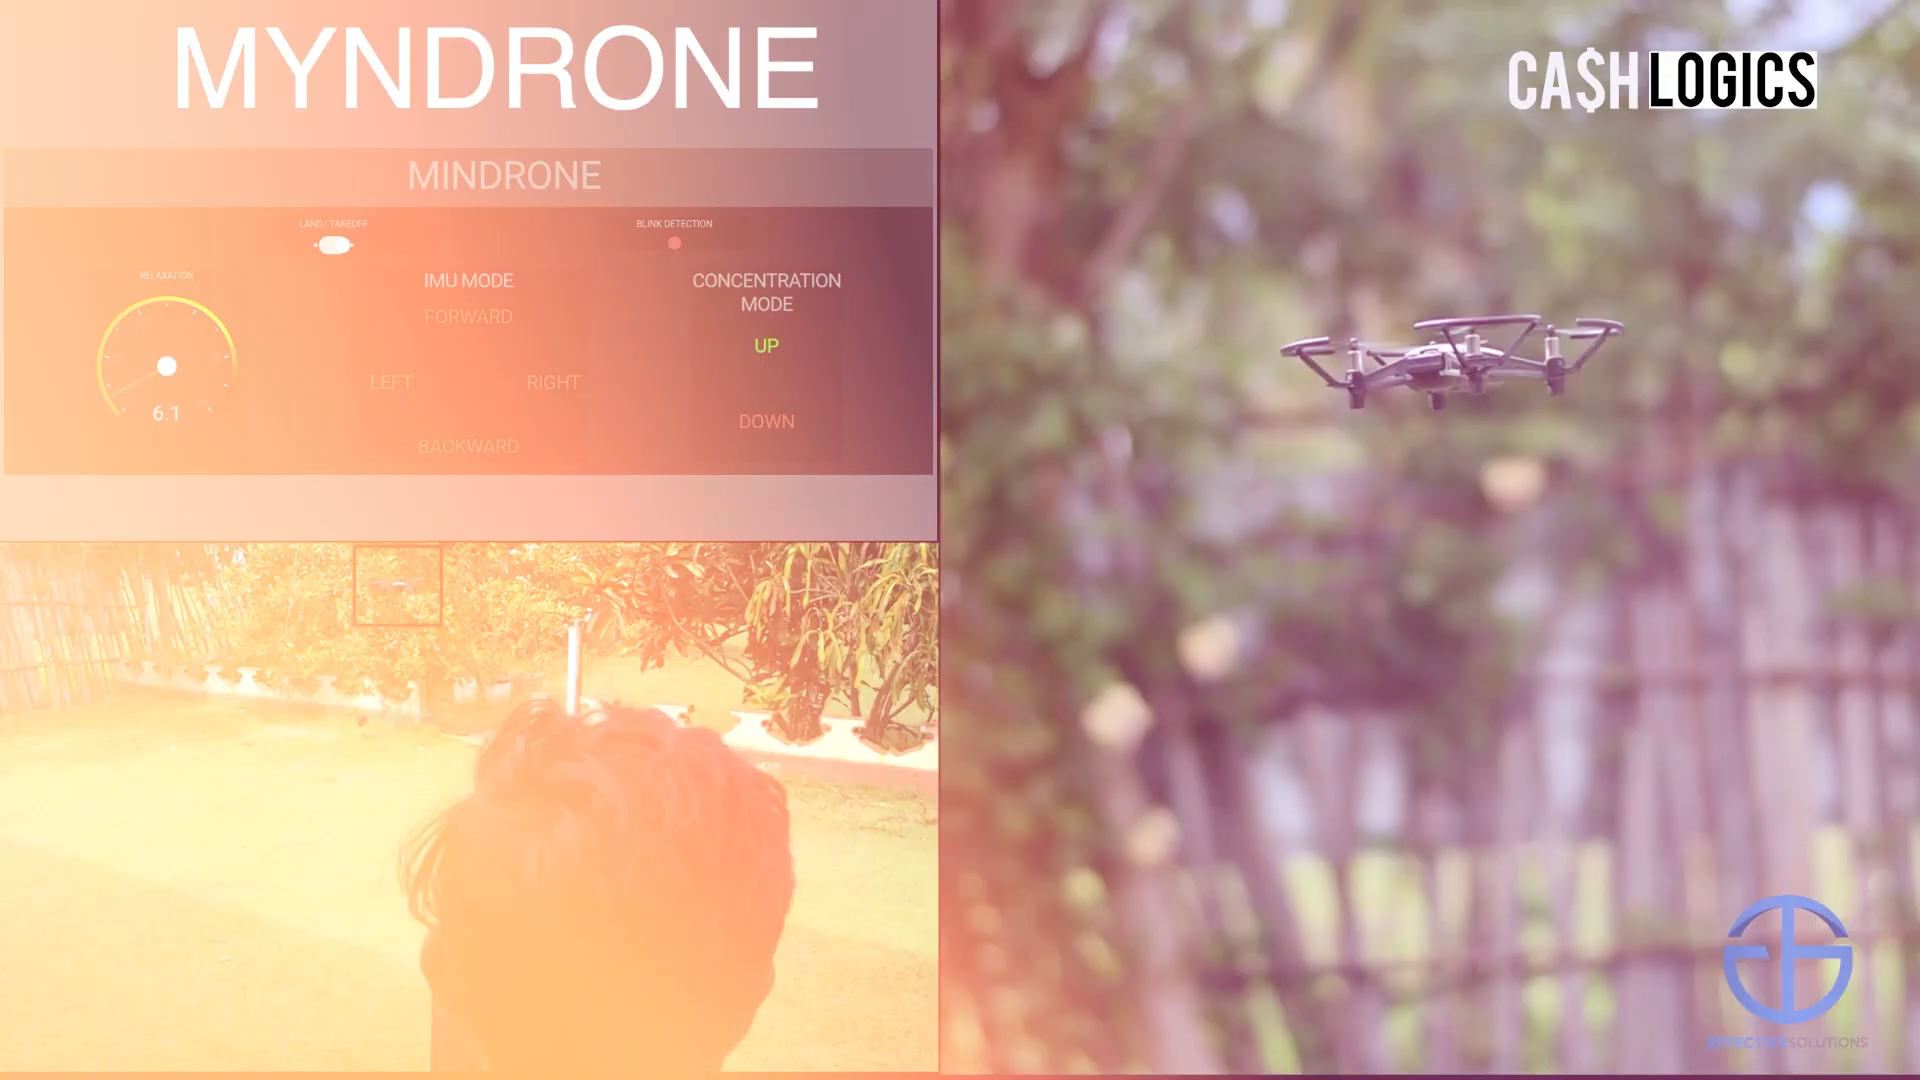 MYNDRONE
CA$H LOGICS
MINDRONE
LAND | TAKEOFF
BLINK DETECTION
RELAXATION
6.1
IMU MODE
FORWARD
LEFT
RIGHT
BACKWARD
CONCENTRATION
MODE
UP
DOWN
EFFECTIVE SOLUTIONS